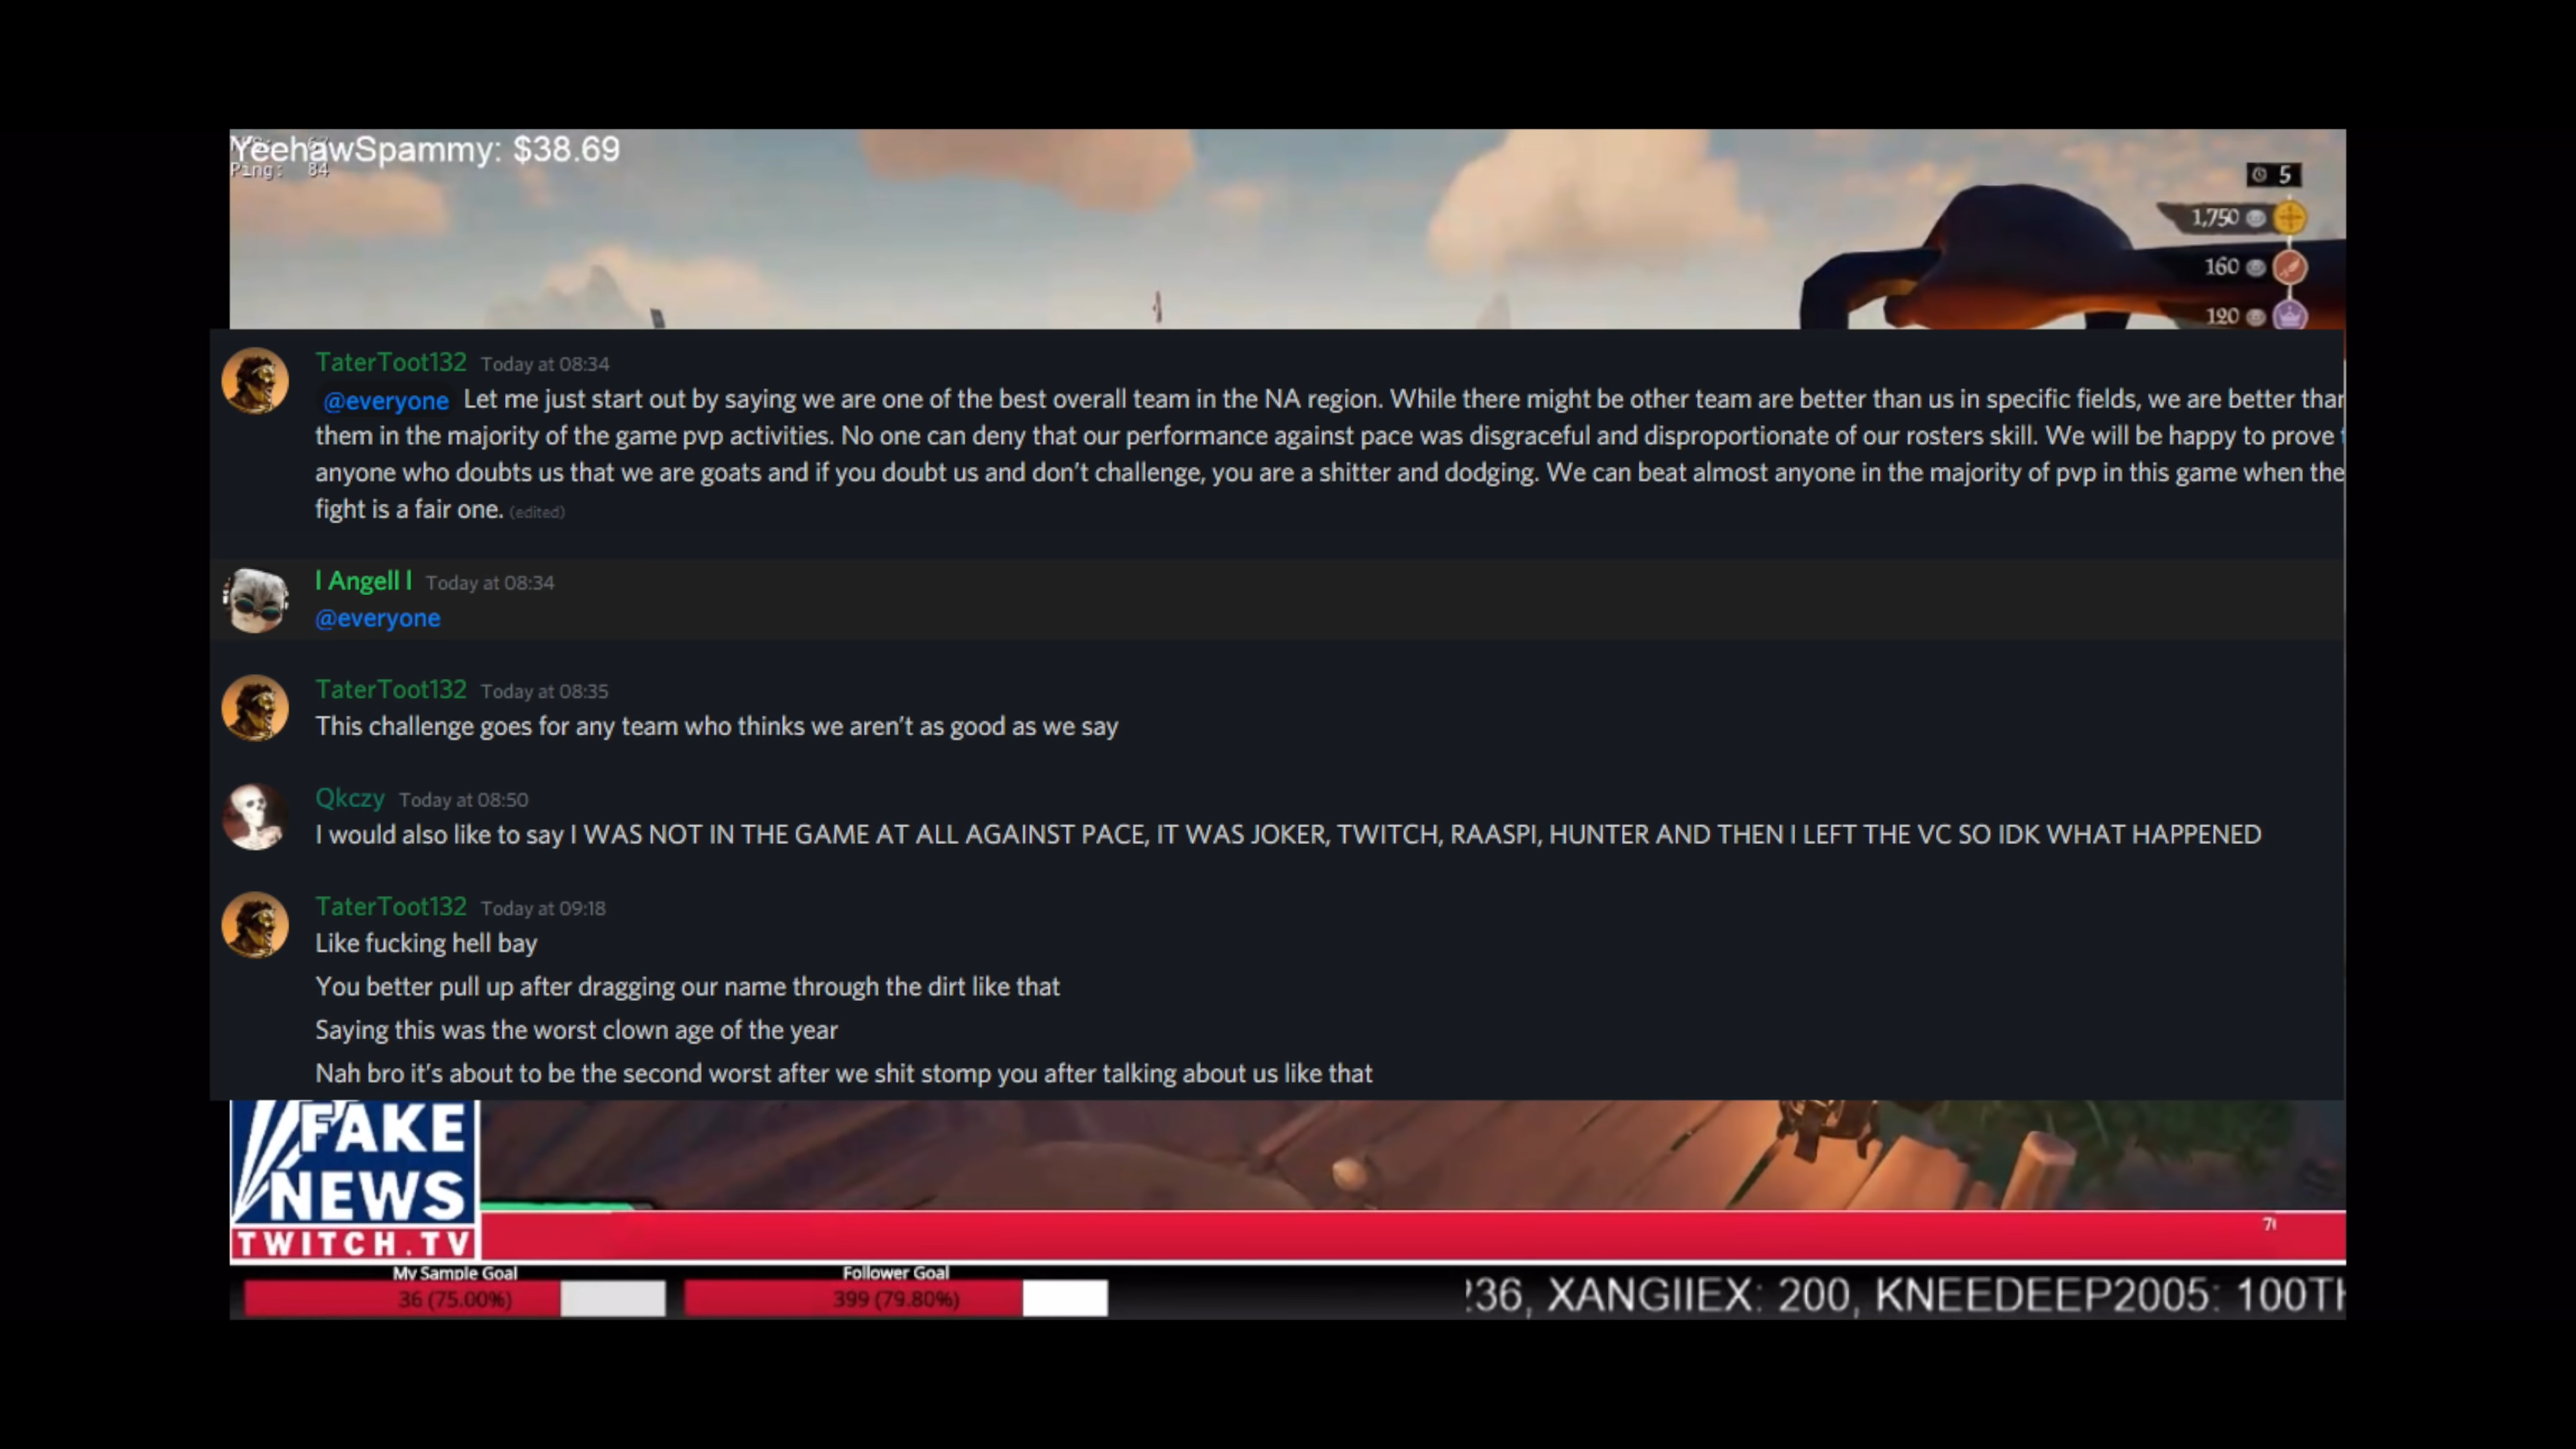 YeehawSpammy: $38.69
Ping: 84
5
1,750
160
120
TaterToot132 Today at 08:34
@everyone Let me just start out by saying we are one of the best overall team in the NA region. While there might be other team are better than us in specific fields, we are better than
them in the majority of the game pvp activities. No one can deny that our performance against pace was disgraceful and disproportionate of our rosters skill. We will be happy to prove
anyone who doubts us that we are goats and if you doubt us and don't challenge, you are a shitter and dodging. We can beat almost anyone in the majority of pvp in this game when the
fight is a fair one. (edited)
l Angell l Today at 08:34
@everyone
TaterToot132 Today at 08:35
This challenge goes for any team who thinks we aren't as good as we say
Qkczy Today at 08:50
I would also like to say I WAS NOT IN THE GAME AT ALL AGAINST PACE, IT WAS JOKER, TWITCH, RAASPI, HUNTER AND THEN I LEFT THE VC SO IDK WHAT HAPPENED
TaterToot132 Today at 09:18
Like fucking hell bay
You better pull up after dragging our name through the dirt like that
Saying this was the worst clown age of the year
Nah bro it's about to be the second worst after we shit stomp you after talking about us like that
FAKE
NEWS
TWITCH.TV
My Sample Goal
36 (75.00%)
Follower Goal
399 (79.80%)
236, XANGIIEX: 200, KNEEDEEP2005: 100TH